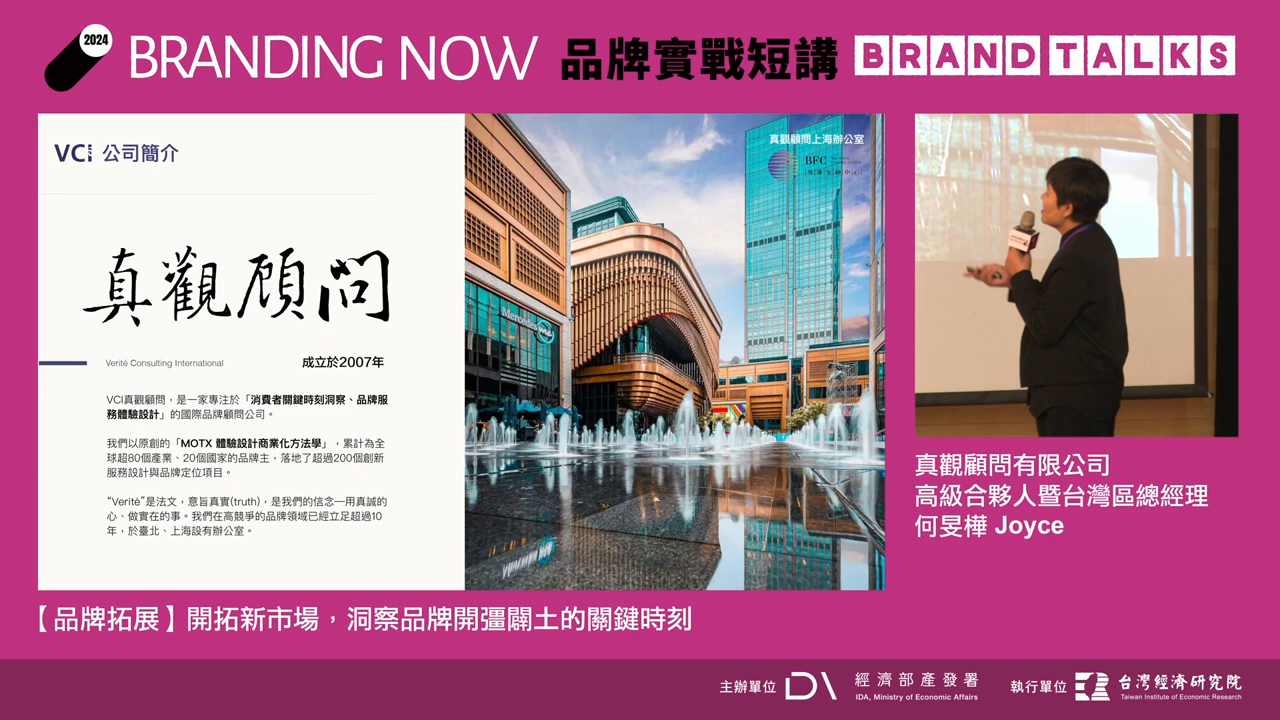 2024
BRANDING NOW 品牌實戰短講 BRAND TALKS
VCI 公司簡介
真觀顧問
Verité Consulting International
成立於2007年
VCI真觀顧問，是一家專注於「消費者關鍵時刻洞察、品牌服
務體驗設計」的國際品牌顧問公司。
我們以原創的「MOTX 體驗設計商業化方法學」，累計為全
球超80個產業、20個國家的品牌主，落地了超過200個創新
服務設計與品牌定位項目。
“Verité”是法文，意旨真實(truth)，是我們的信念—用真誠的
心、做實在的事。我們在高競爭的品牌領域已經立足超過10
年，於臺北、上海設有辦公室。
真觀顧問上海辦公室
BFC
Mercedes me
真觀顧問有限公司
高級合夥人暨台灣區總經理
何旻樺 Joyce
【品牌拓展】開拓新市場，洞察品牌開彊闢土的關鍵時刻
主辦單位
經濟部產發署
IDA, Ministry of Economic Affairs
執行單位
台灣經濟研究院
Taiwan Institute of Economic Research